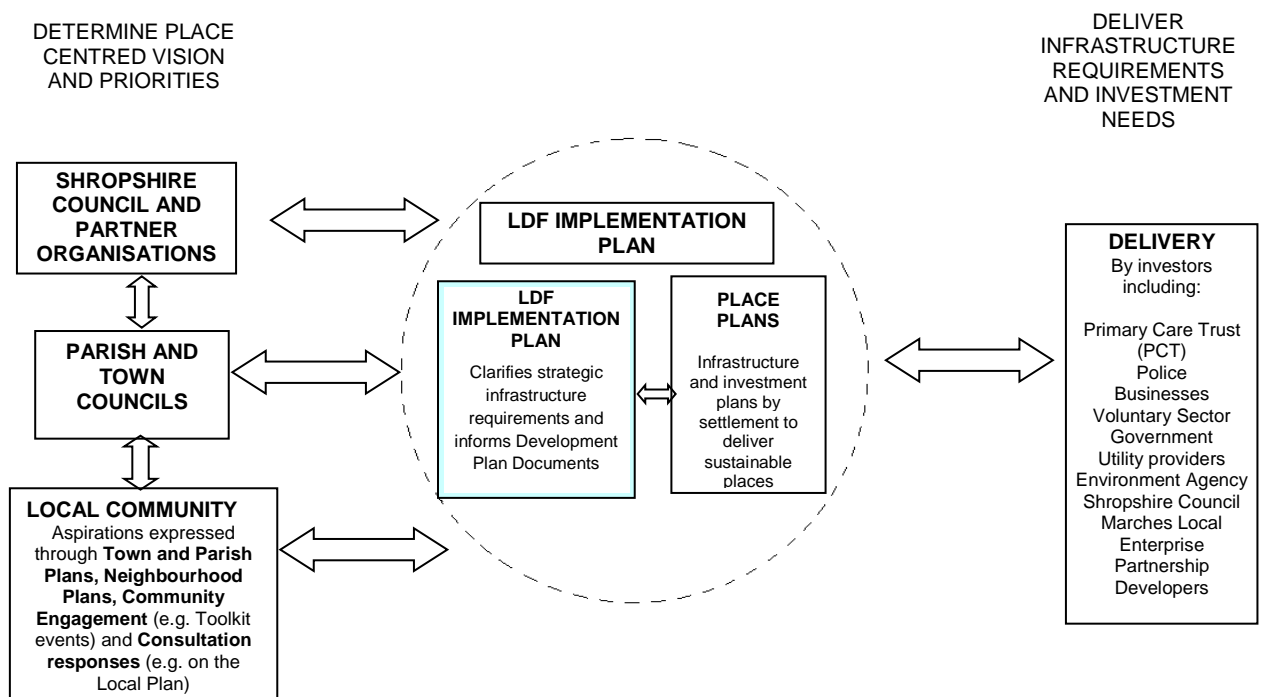 DETERMINE PLACE
CENTRED VISION
AND PRIORITIES
DELIVER
INFRASTRUCTURE
REQUIREMENTS
AND INVESTMENT
NEEDS
SHROPSHIRE
COUNCIL AND
PARTNER
ORGANISATIONS
PARISH AND
TOWN
COUNCILS
LOCAL COMMUNITY
Aspirations expressed
through Town and Parish
Plans, Neighbourhood
Plans, Community
Engagement (e.g. Toolkit
events) and Consultation
responses (e.g. on the
Local Plan)
LDF IMPLEMENTATION
PLAN
LDF
IMPLEMENTATION
PLAN
Clarifies strategic
infrastructure
requirements and
informs Development
Plan Documents
PLACE
PLANS
Infrastructure
and investment
plans by
settlement to
deliver
sustainable
places
DELIVERY
By investors
including:
Primary Care Trust
(PCT)
Police
Businesses
Voluntary Sector
Government
Utility providers
Environment Agency
Shropshire Council
Marches Local
Enterprise
Partnership
Developers